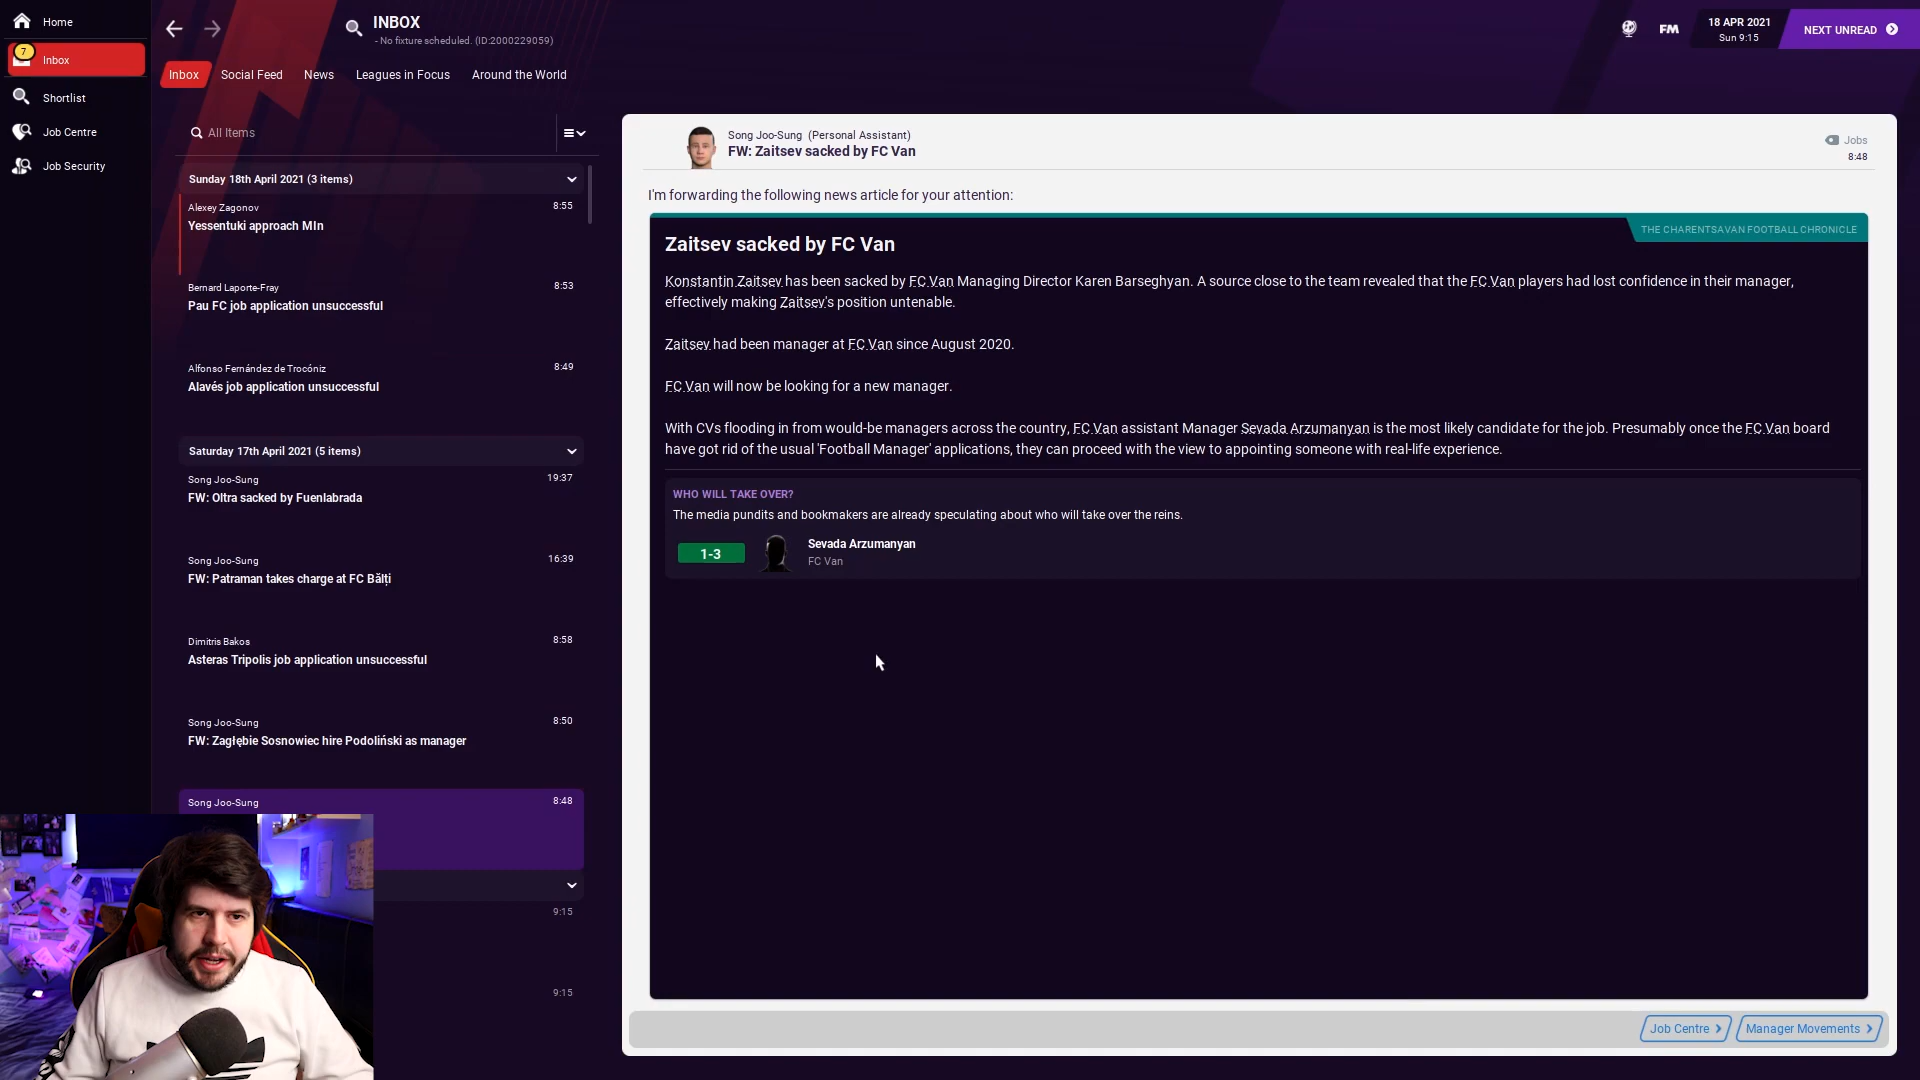 Home
7
Inbox
Shortlist
Job Centre
Job Security
INBOX
- No fixture scheduled. (ID:2000229059)
FM
18 APR 2021
Sun 9:15
NEXT UNREAD
Inbox
Social Feed
News
Leagues in Focus
Around the World
All Items
Sunday 18th April 2021 (3 items)
Alexey Zagonov
8:55
Yessentuki approach MIn
Bernard Laporte-Fray
8:53
Pau FC job application unsuccessful
Alfonso Fernández de Trocóniz
8:49
Alavés job application unsuccessful
Saturday 17th April 2021 (5 items)
Song Joo-Sung
19:37
FW: Oltra sacked by Fuenlabrada
Song Joo-Sung
16:39
FW: Patraman takes charge at FC Bălți
Dimitris Bakos
8:58
Asteras Tripolis job application unsuccessful
Song Joo-Sung
8:50
FW: Zagłębie Sosnowiec hire Podoliński as manager
Song Joo-Sung
8:48
9:15
9:15
Song Joo-Sung (Personal Assistant)
FW: Zaitsev sacked by FC Van
Jobs
8:48
I'm forwarding the following news article for your attention:
THE CHARENTSAVAN FOOTBALL CHRONICLE
Zaitsev sacked by FC Van
Konstantin Zaitsev has been sacked by FC Van Managing Director Karen Barseghyan. A source close to the team revealed that the FC Van players had lost confidence in their manager,
effectively making Zaitsev's position untenable.
Zaitsev had been manager at FC Van since August 2020.
FC Van will now be looking for a new manager.
With CVs flooding in from would-be managers across the country, FC Van assistant Manager Sevada Arzumanyan is the most likely candidate for the job. Presumably once the FC Van board
have got rid of the usual 'Football Manager' applications, they can proceed with the view to appointing someone with real-life experience.
WHO WILL TAKE OVER?
The media pundits and bookmakers are already speculating about who will take over the reins.
1-3
Sevada Arzumanyan
FC Van
Job Centre
Manager Movements